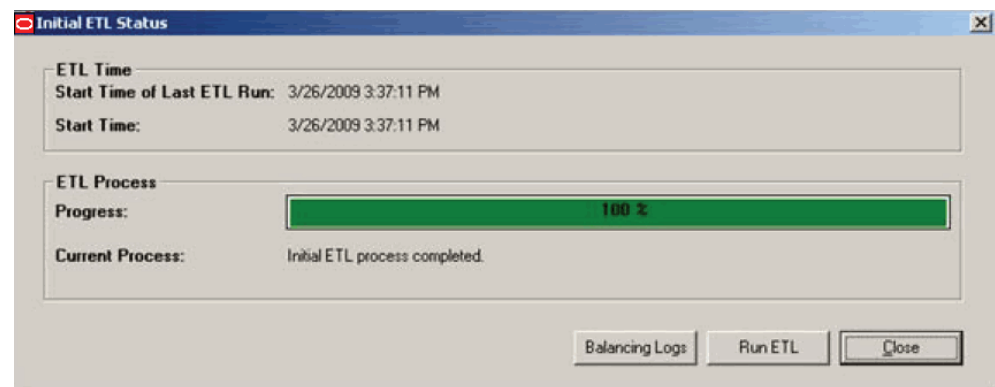 Initial ETL Status
ETL Time
Start Time of Last ETL Run: 3/26/2009 3:37:11 PM
Start Time: 3/26/2009 3:37:11 PM
ETL Process
Progress: 100 %
Current Process: Initial ETL process completed.
Balancing Logs Run ETL Close